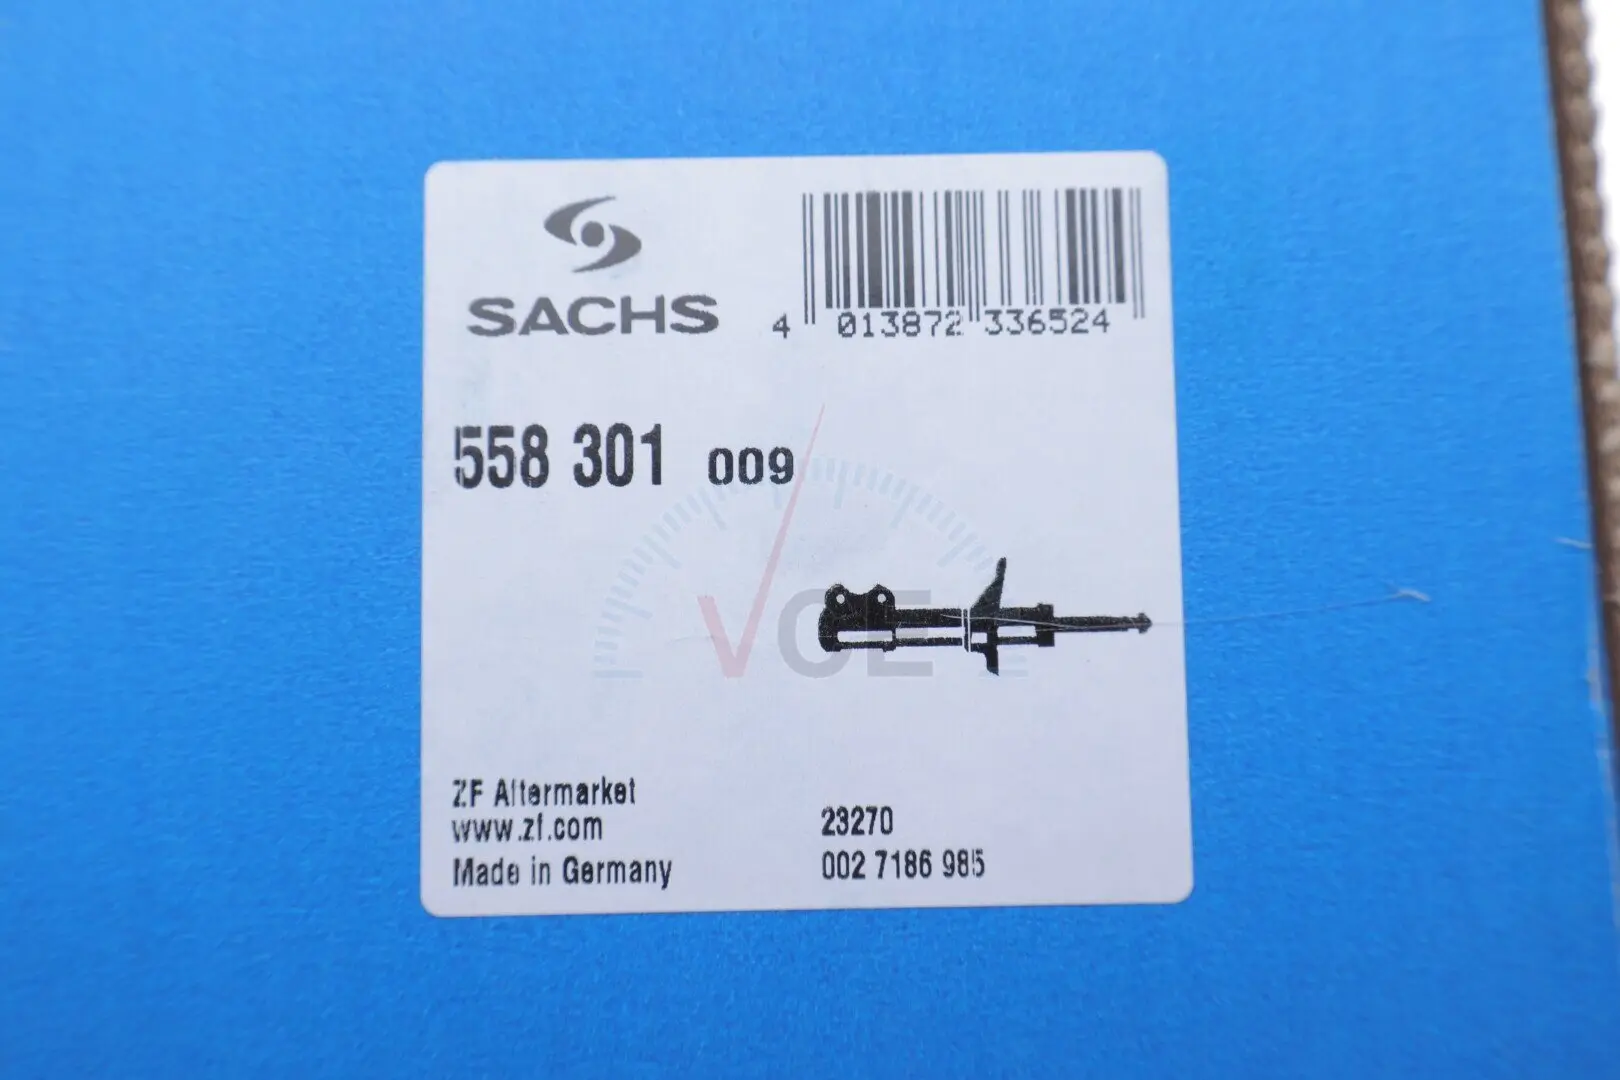 SACHS
4 013872 336524
558 301 009
VCE
ZF Aftermarket
www.zf.com
Made in Germany
23270
002 7186 985